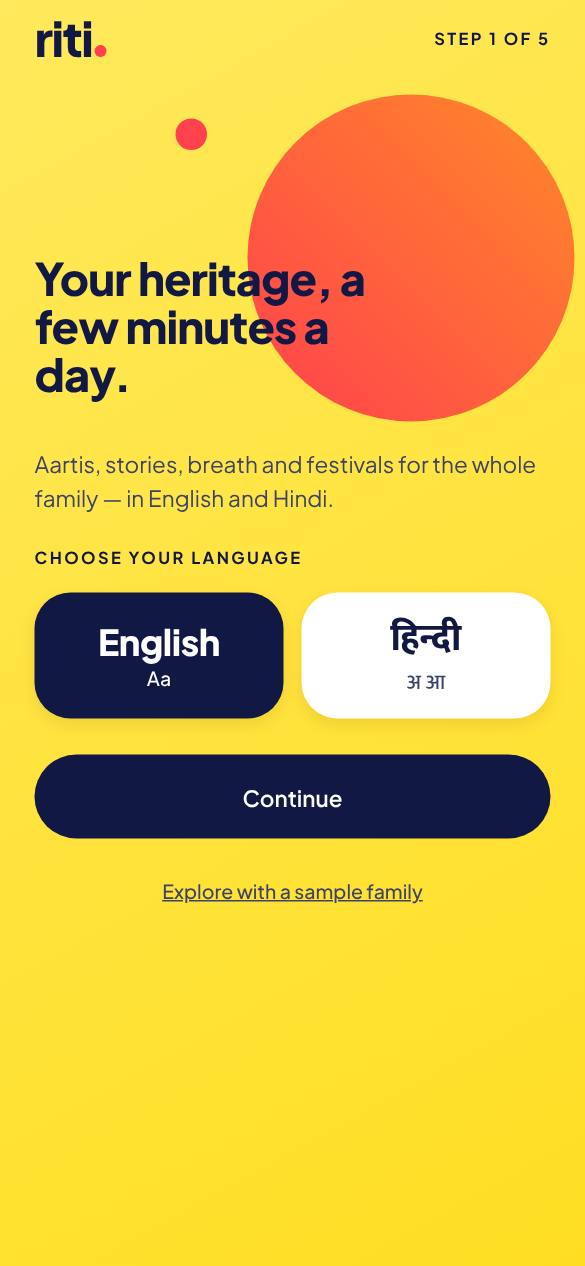 riti.
STEP 1 OF 5
Your heritage, a
few minutes a
day.
Aartis, stories, breath and festivals for the whole
family — in English and Hindi.
CHOOSE YOUR LANGUAGE
English
Aa
हिन्दी
अ आ
Continue
Explore with a sample family